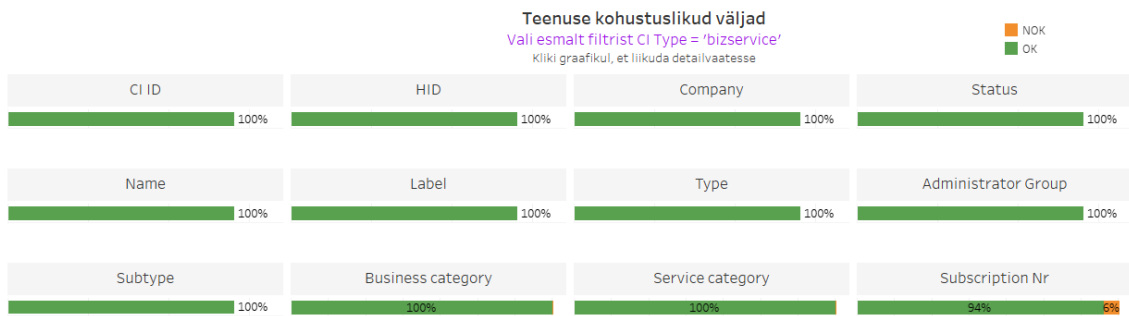 Teenuse kohustuslikud väljad
Vali esmalt filtrist CI Type = 'bizservice'
Kliki graafikul, et liikuda detailvaatesse
NOK
OK
CI ID HID Company Status
100% 100% 100% 100%
Name Label Type Administrator Group
100% 100% 100% 100%
Subtype Business category Service category Subscription Nr
100% 100% 100% 94% 6%